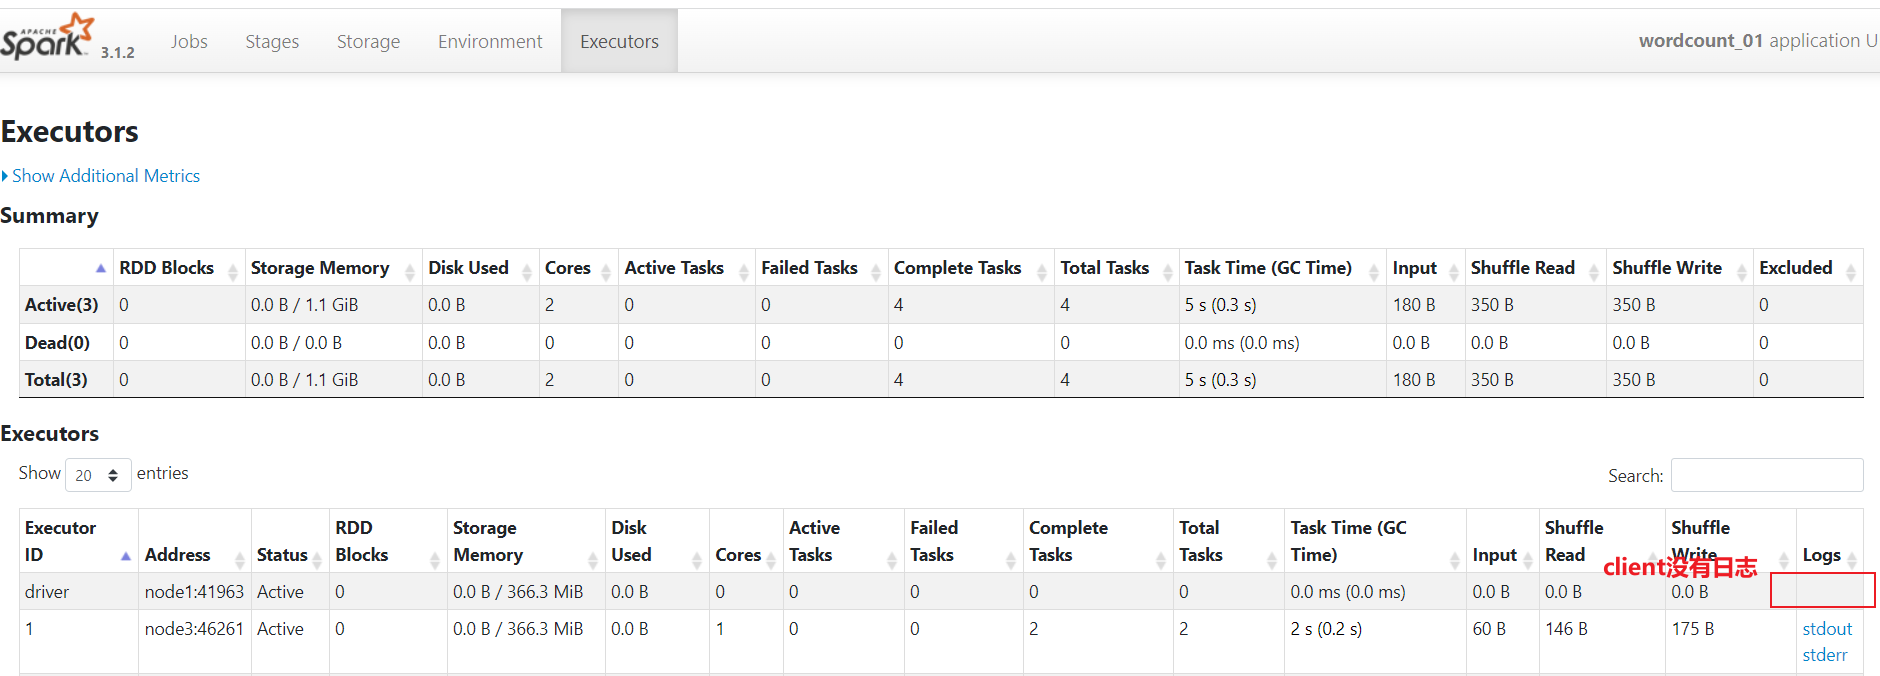 APACHE Spark 3.1.2 Jobs Stages Storage Environment Executors wordcount_01 application U
Executors
Show Additional Metrics
Summary
RDD Blocks Storage Memory Disk Used Cores Active Tasks Failed Tasks Complete Tasks Total Tasks Task Time (GC Time) Input Shuffle Read Shuffle Write Excluded
Active(3) 0 0.0 B / 1.1 GiB 0.0 B 2 0 0 4 4 5 s (0.3 s) 180 B 350 B 350 B 0
Dead(0) 0 0.0 B / 0.0 B 0.0 B 0 0 0 0 0 0.0 ms (0.0 ms) 0.0 B 0.0 B 0.0 B 0
Total(3) 0 0.0 B / 1.1 GiB 0.0 B 2 0 0 4 4 5 s (0.3 s) 180 B 350 B 350 B 0
Executors
Show 20 entries Search:
Executor ID Address Status RDD Blocks Storage Memory Disk Used Cores Active Tasks Failed Tasks Complete Tasks Total Tasks Task Time (GC Time) Input Shuffle Read Shuffle Write Logs
client没有日志
driver node1:41963 Active 0 0.0 B / 366.3 MiB 0.0 B 0 0 0 0 0 0.0 ms (0.0 ms) 0.0 B 0.0 B 0.0 B
1 node3:46261 Active 0 0.0 B / 366.3 MiB 0.0 B 1 0 0 2 2 2 s (0.2 s) 60 B 146 B 175 B stdout
stderr